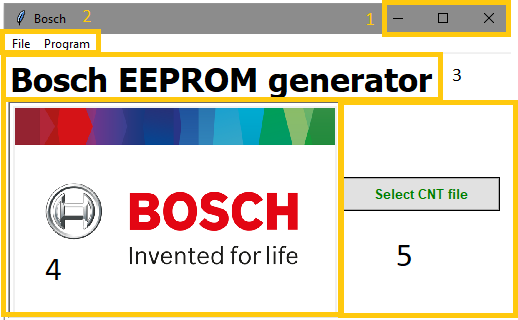 Bosch 2 1
File Program
Bosch EEPROM generator 3
BOSCH
Select CNT file
Invented for life
4 5